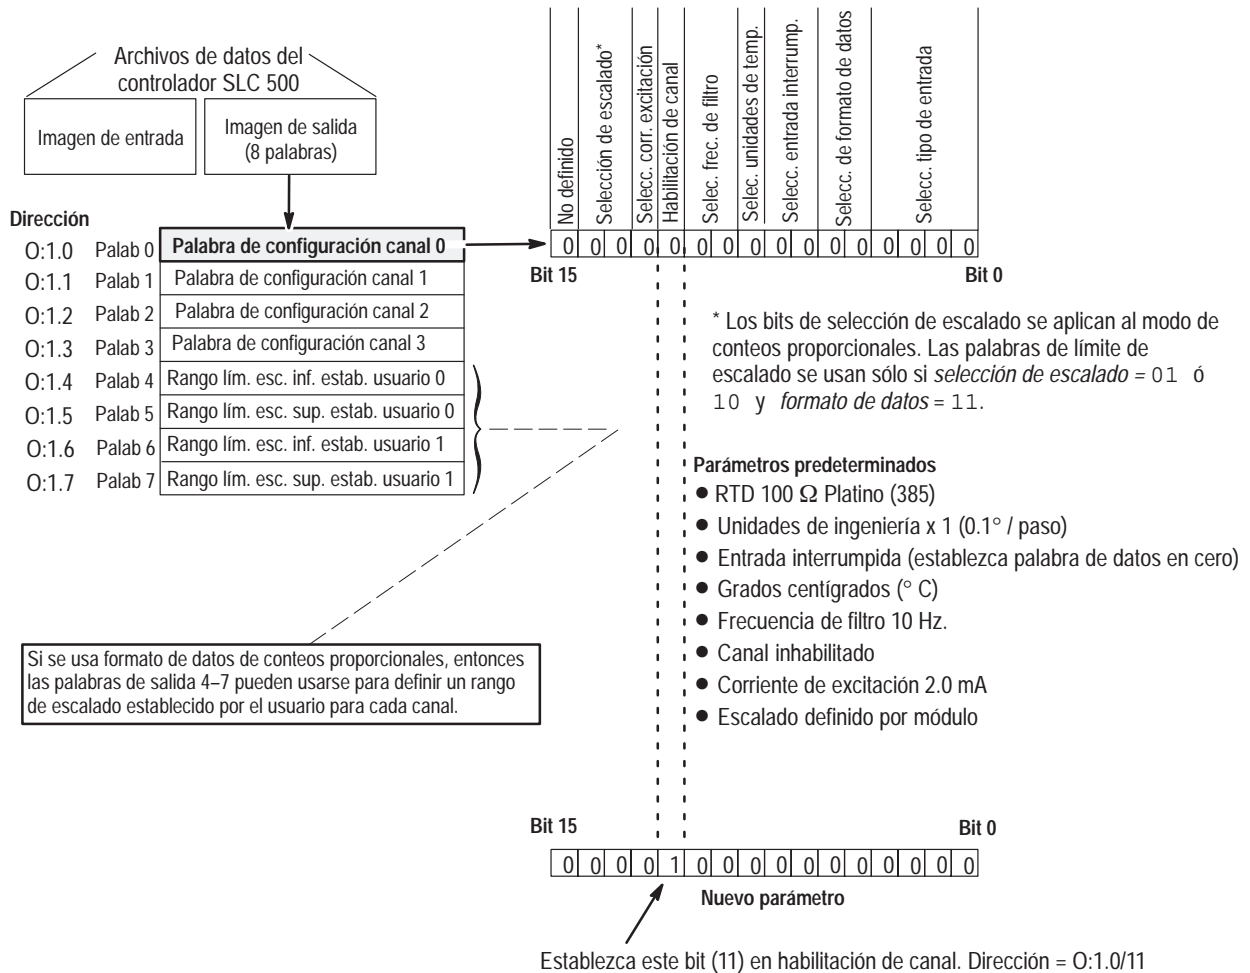 Archivos de datos del
controlador SLC 500
Imagen de entrada
Imagen de salida
(8 palabras)
No definido
Selección de escalado*
Selecc. corr. excitación
Habilitación de canal
Selec. frec. de filtro
Selec. unidades de temp.
Selecc. entrada interrump.
Selecc. de formato de datos
Selecc. tipo de entrada
Dirección
O:1.0 Palab 0 Palabra de configuración canal 0
O:1.1 Palab 1 Palabra de configuración canal 1
O:1.2 Palab 2 Palabra de configuración canal 2
O:1.3 Palab 3 Palabra de configuración canal 3
O:1.4 Palab 4 Rango lím. esc. inf. estab. usuario 0
O:1.5 Palab 5 Rango lím. esc. sup. estab. usuario 0
O:1.6 Palab 6 Rango lím. esc. inf. estab. usuario 1
O:1.7 Palab 7 Rango lím. esc. sup. estab. usuario 1
0 0 0 0 0 0 0 0 0 0 0 0 0 0 0 0
Bit 15 Bit 0
* Los bits de selección de escalado se aplican al modo de
conteos proporcionales. Las palabras de límite de
escalado se usan sólo si selección de escalado = 01 ó
10 y formato de datos = 11.
Parámetros predeterminados
● RTD 100 Ω Platino (385)
● Unidades de ingeniería x 1 (0.1° / paso)
● Entrada interrumpida (establezca palabra de datos en cero)
● Grados centígrados (° C)
● Frecuencia de filtro 10 Hz.
● Canal inhabilitado
● Corriente de excitación 2.0 mA
● Escalado definido por módulo
Si se usa formato de datos de conteos proporcionales, entonces
las palabras de salida 4–7 pueden usarse para definir un rango
de escalado establecido por el usuario para cada canal.
Bit 15 Bit 0
0 0 0 0 1 0 0 0 0 0 0 0 0 0 0 0
Nuevo parámetro
Establezca este bit (11) en habilitación de canal. Dirección = O:1.0/11